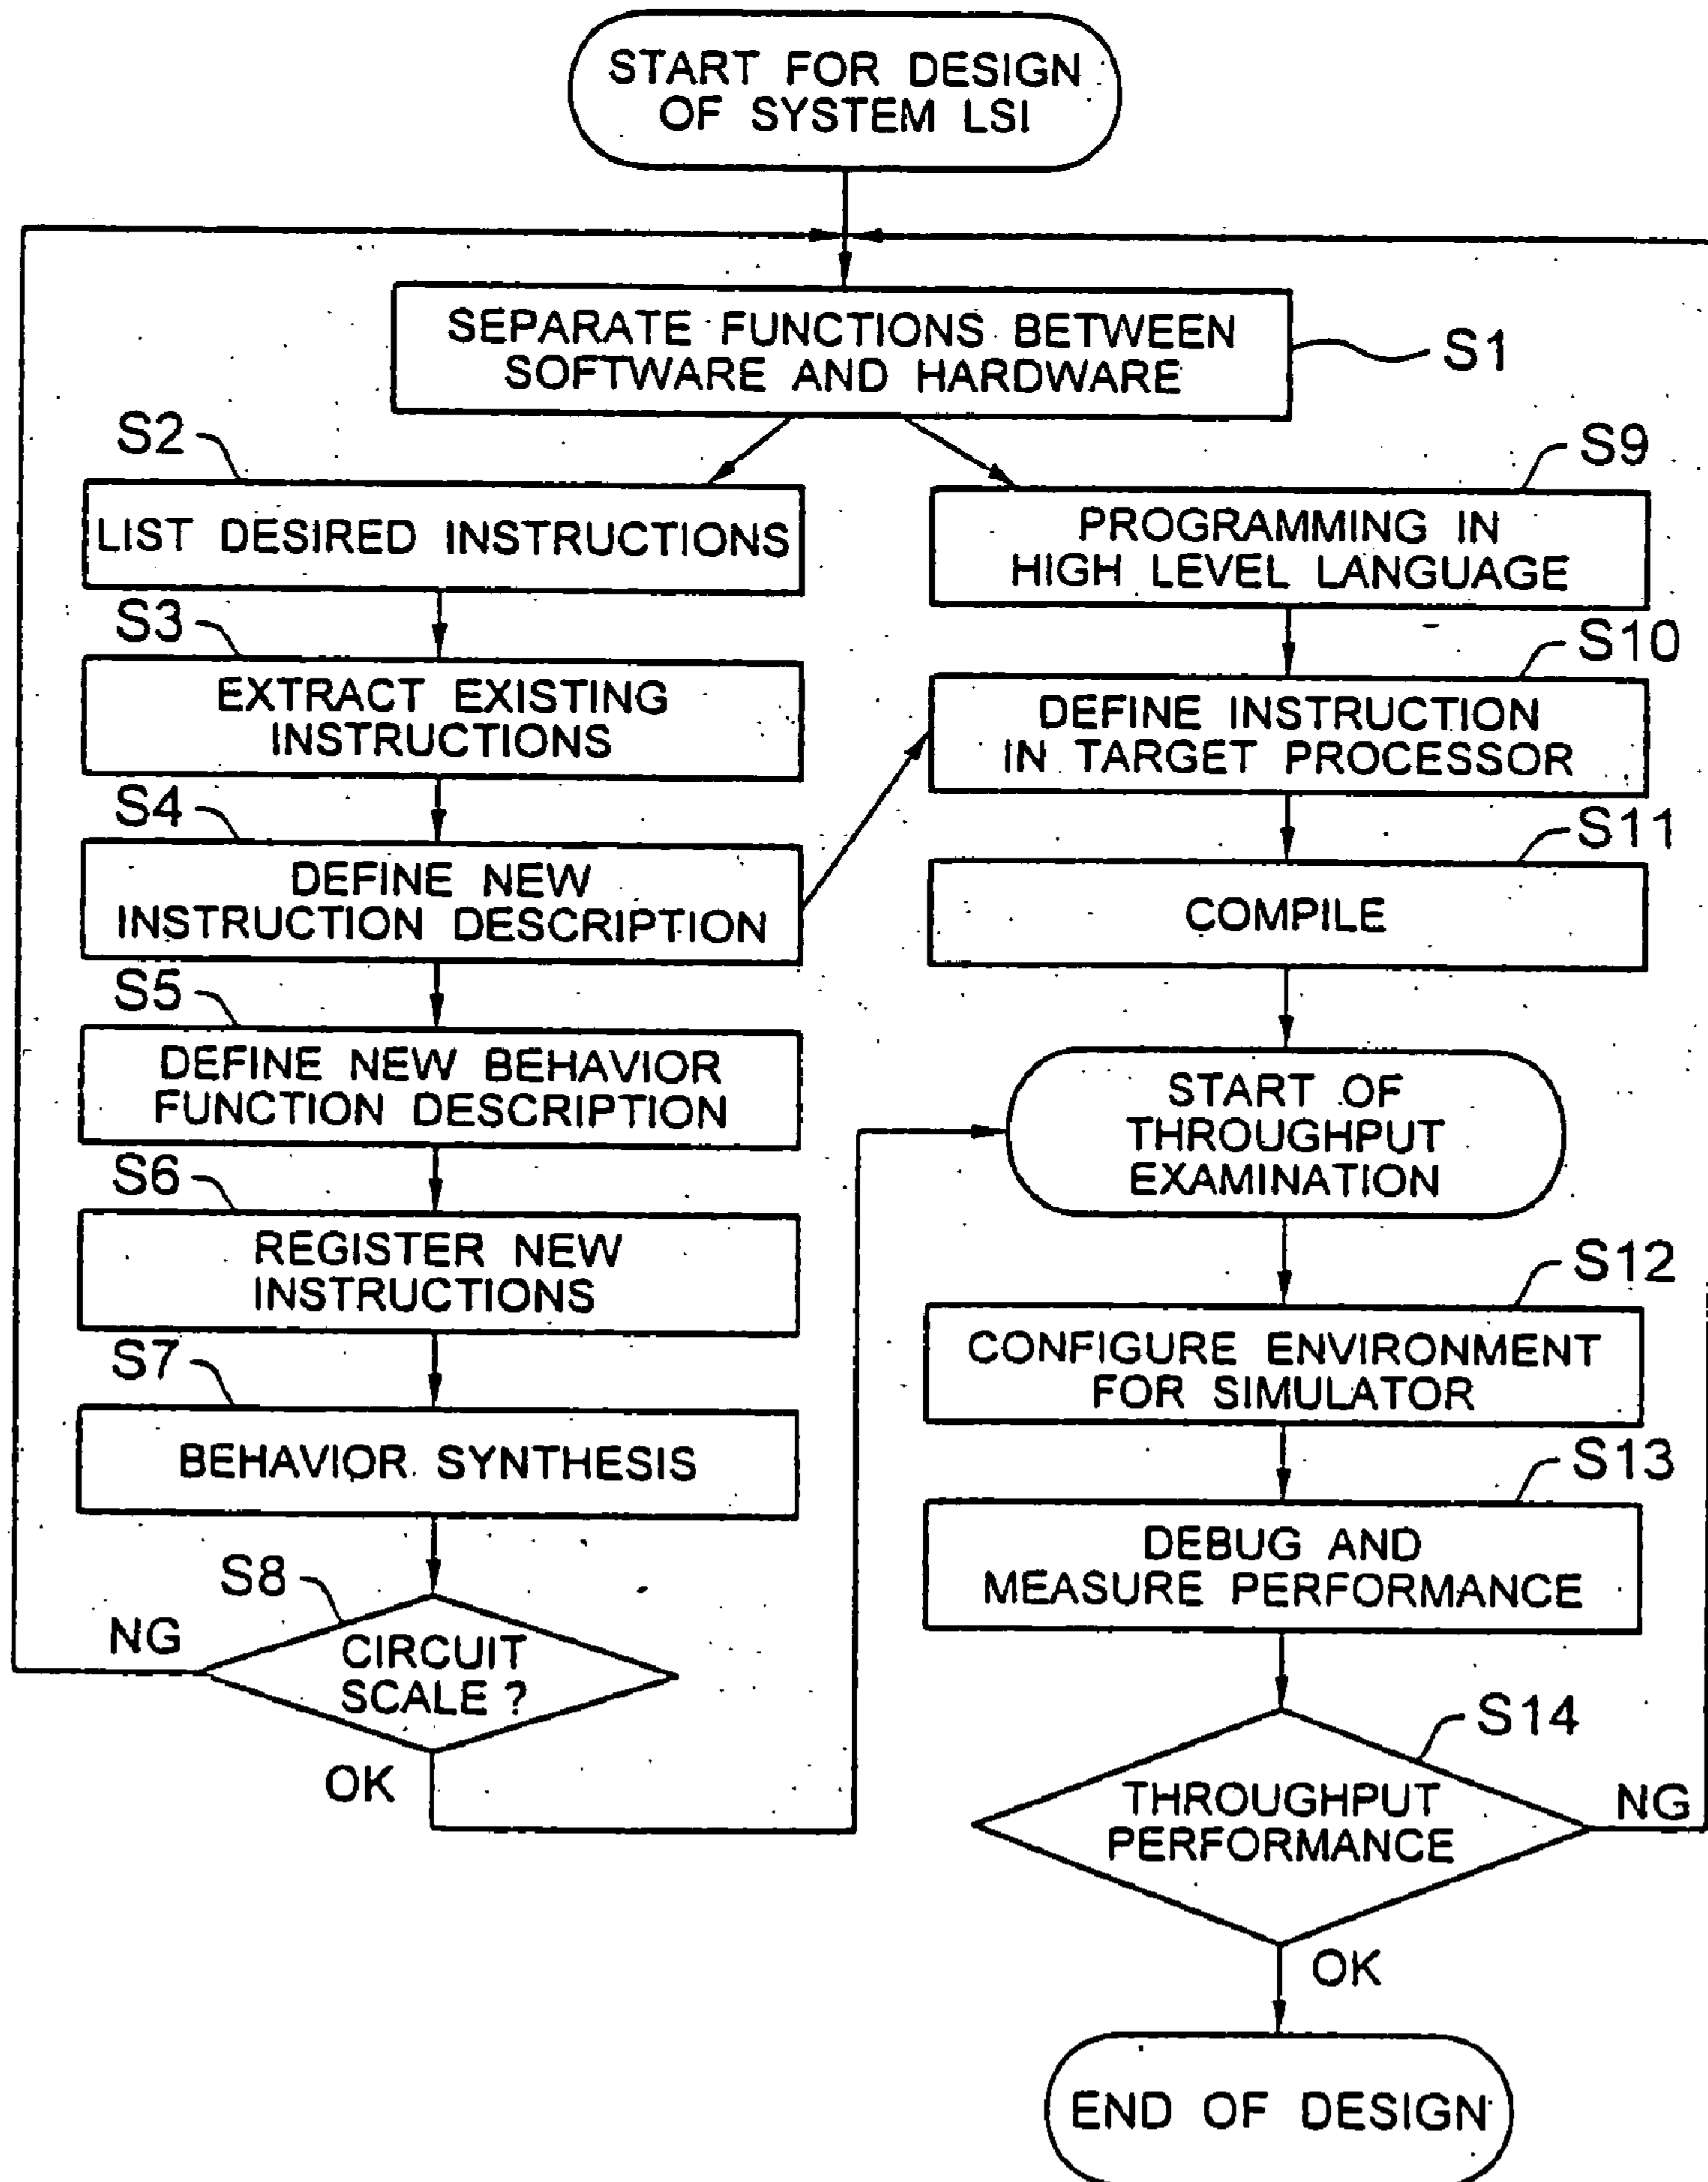 START FOR DESIGN
OF SYSTEM LSI
SEPARATE FUNCTIONS BETWEEN
SOFTWARE AND HARDWARE
S1
S2
LIST DESIRED INSTRUCTIONS
S3
EXTRACT EXISTING
INSTRUCTIONS
S4
DEFINE NEW
INSTRUCTION DESCRIPTION
S5
DEFINE NEW BEHAVIOR
FUNCTION DESCRIPTION
S6
REGISTER NEW
INSTRUCTIONS
S7
BEHAVIOR SYNTHESIS
S8
NG
CIRCUIT
SCALE ?
OK
S9
PROGRAMMING IN
HIGH LEVEL LANGUAGE
S10
DEFINE INSTRUCTION
IN TARGET PROCESSOR
S11
COMPILE
START OF
THROUGHPUT
EXAMINATION
S12
CONFIGURE ENVIRONMENT
FOR SIMULATOR
S13
DEBUG AND
MEASURE PERFORMANCE
S14
THROUGHPUT
PERFORMANCE
NG
OK
END OF DESIGN